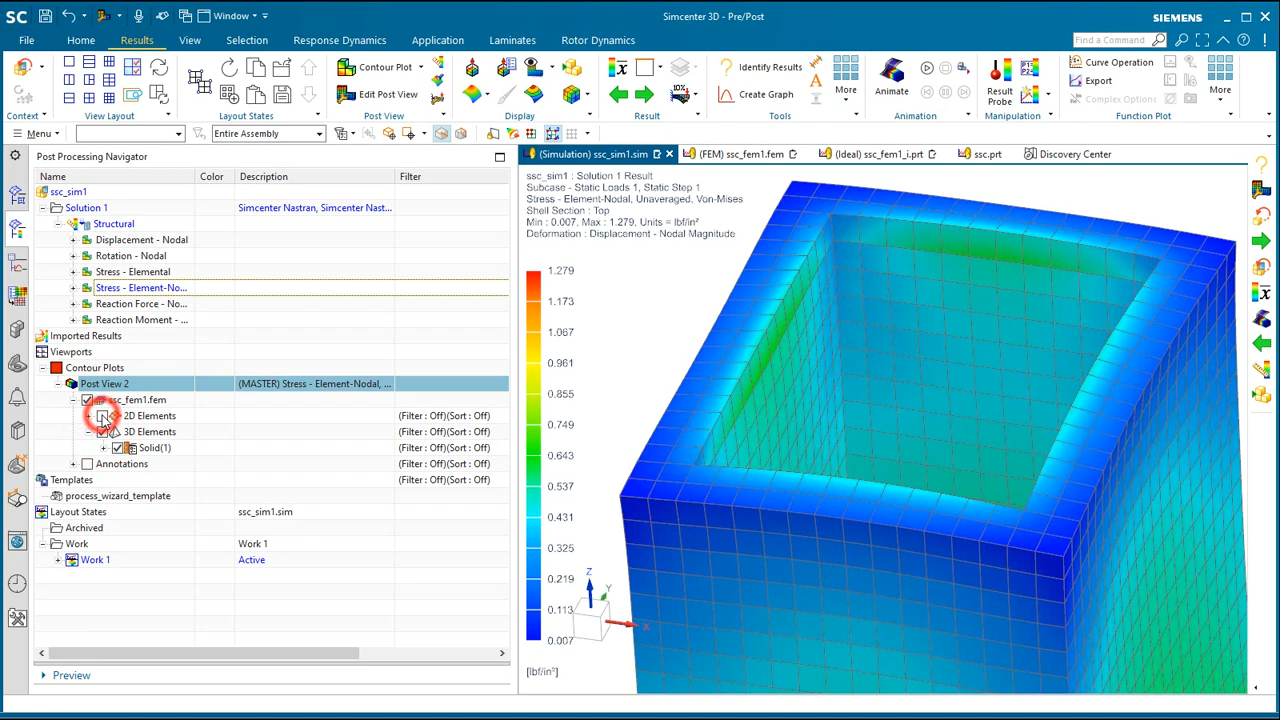 SC
Window
Simcenter 3D - Pre/Post
SIEMENS
File
Home
Results
View
Selection
Response Dynamics
Application
Laminates
Rotor Dynamics
Find a Command
Contour Plot
Edit Post View
Identify Results
Create Graph
More
Animate
Result Probe
Curve Operation
Export
Complex Options
More
10%
Context
View Layout
Layout States
Post View
Display
Result
Tools
Animation
Manipulation
Function Plot
Menu
Entire Assembly
Post Processing Navigator
Name
Color
Description
Filter
ssc_sim1
Solution 1
Simcenter Nastran, Simcenter Nast...
Structural
Displacement - Nodal
Rotation - Nodal
Stress - Elemental
Stress - Element-No...
Reaction Force - No...
Reaction Moment - ...
Imported Results
Viewports
Contour Plots
Post View 2
(MASTER) Stress - Element-Nodal, ...
ssc_fem1.fem
2D Elements
(Filter : Off)(Sort : Off)
3D Elements
(Filter : Off)(Sort : Off)
Solid(1)
(Filter : Off)(Sort : Off)
Annotations
(Filter : Off)(Sort : Off)
Templates
(Filter : Off)(Sort : Off)
process_wizard_template
Layout States
ssc_sim1.sim
Archived
Work
Work 1
Work 1
Active
Preview
(Simulation) ssc_sim1.sim
(FEM) ssc_fem1.fem
(Ideal) ssc_fem1_i.prt
ssc.prt
Discovery Center
ssc_sim1 : Solution 1 Result
Subcase - Static Loads 1, Static Step 1
Stress - Element-Nodal, Unaveraged, Von-Mises
Shell Section : Top
Min : 0.007, Max : 1.279, Units = lbf/in²
Deformation : Displacement - Nodal Magnitude
1.279
1.173
1.067
0.961
0.855
0.749
0.643
0.537
0.431
0.325
0.219
0.113
0.007
[lbf/in²]
Z
Y
X